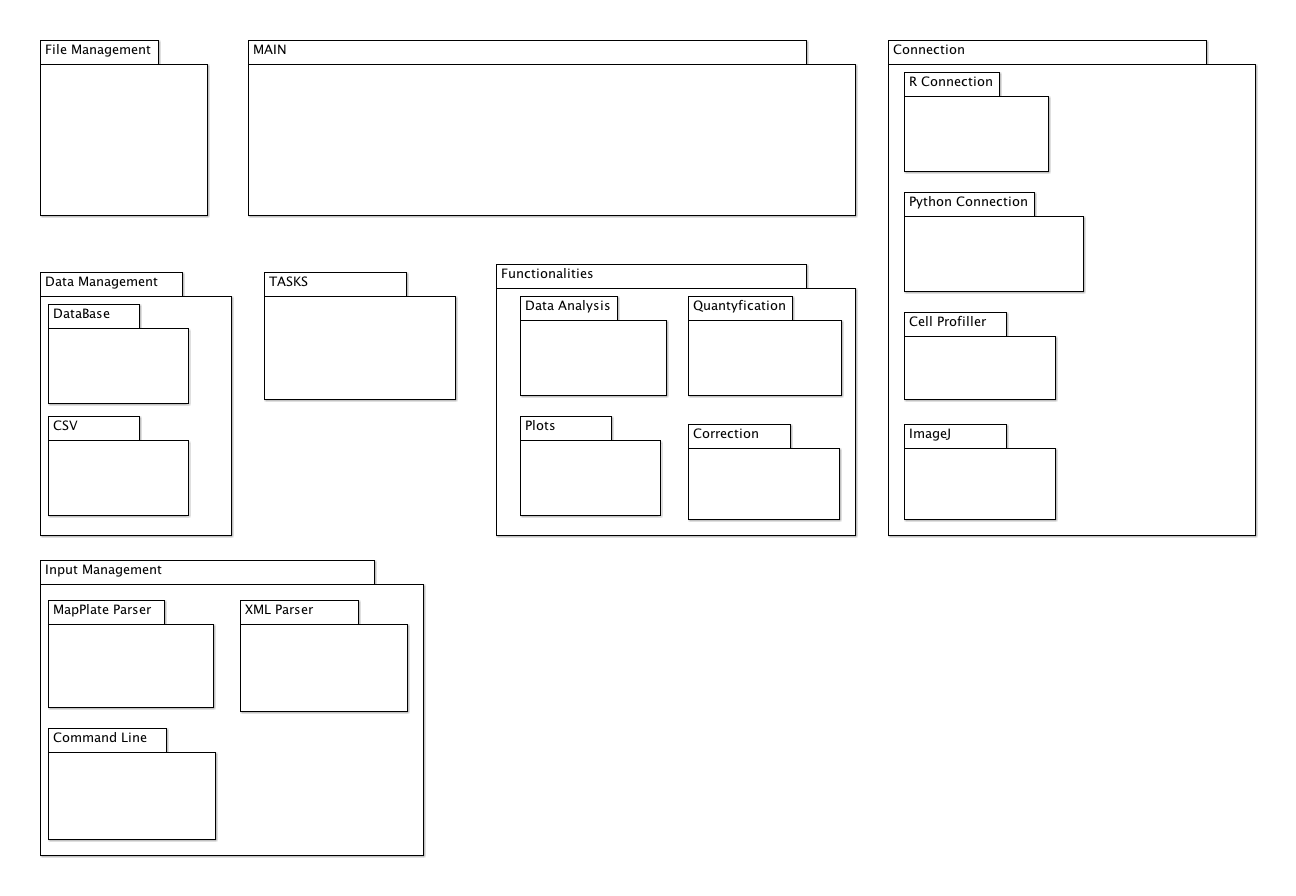 File Management
MAIN
Connection
R Connection
Python Connection
Cell Profiller
ImageJ
Data Management
DataBase
CSV
TASKS
Functionalities
Data Analysis
Quantyfication
Plots
Correction
Input Management
MapPlate Parser
XML Parser
Command Line